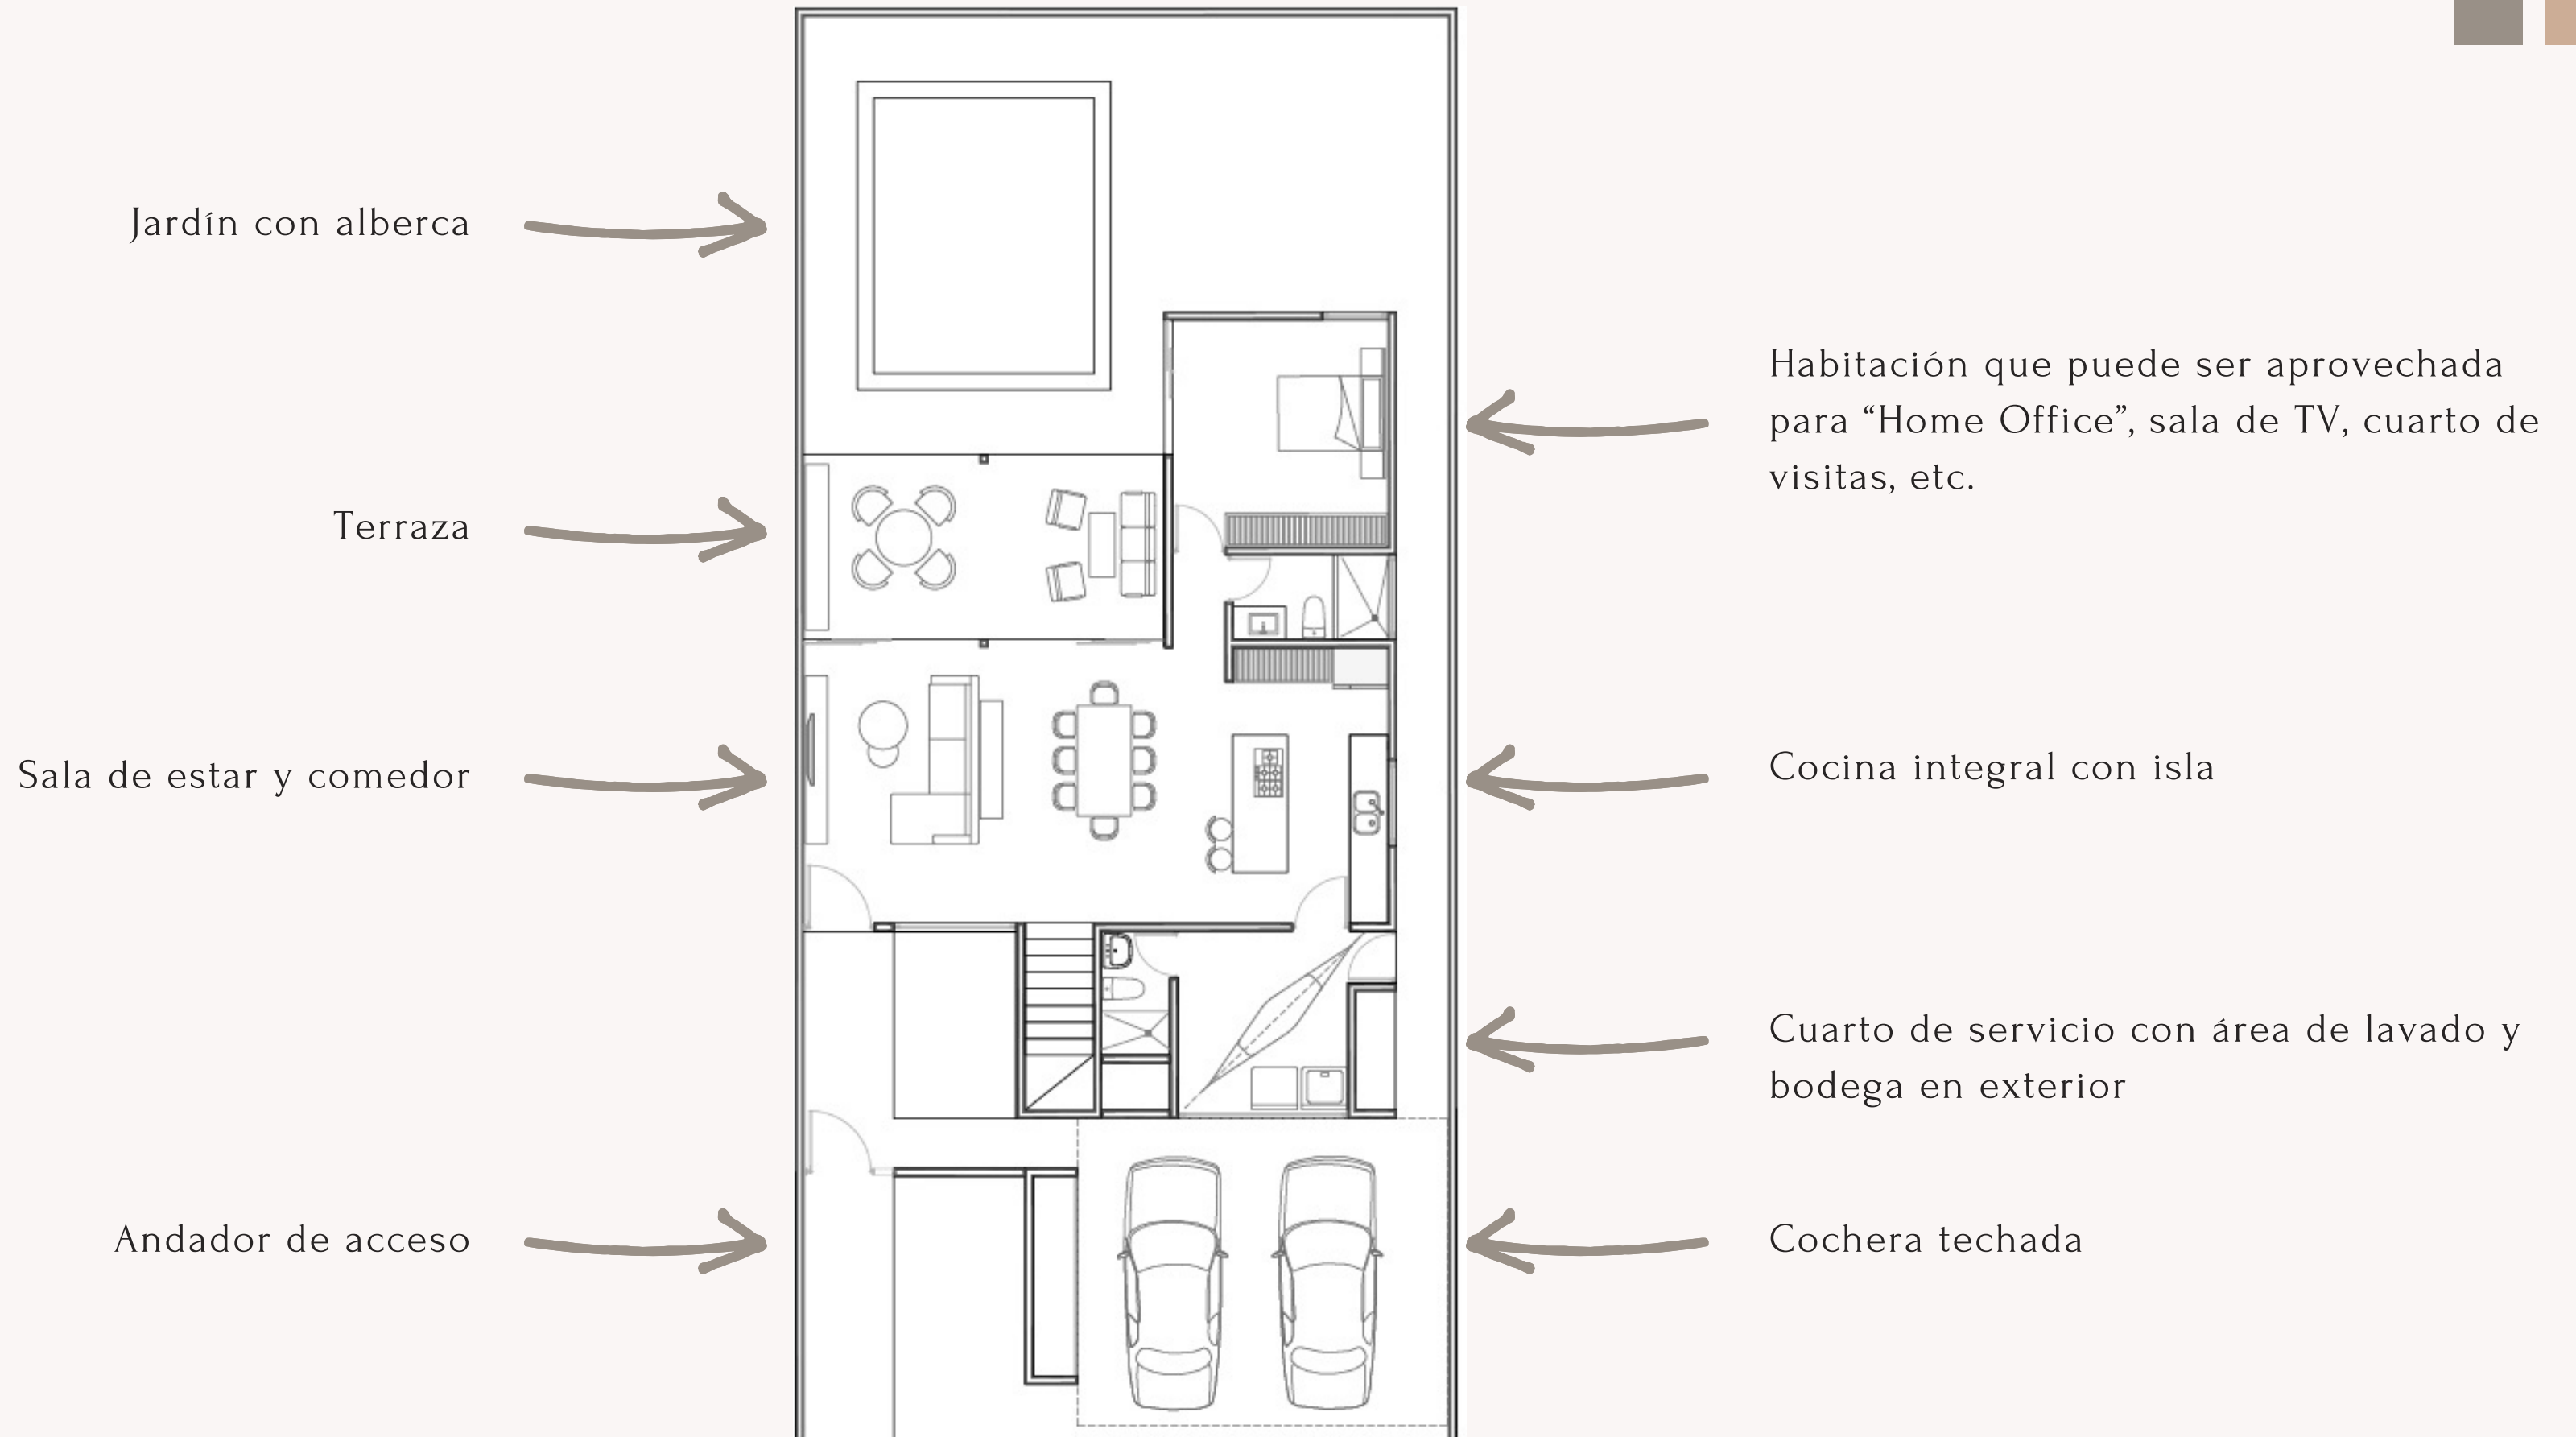 Jardín con alberca
Terraza
Sala de estar y comedor
Andador de acceso
Habitación que puede ser aprovechada
para “Home Office”, sala de TV, cuarto de
visitas, etc.
Cocina integral con isla
Cuarto de servicio con área de lavado y
bodega en exterior
Cochera techada